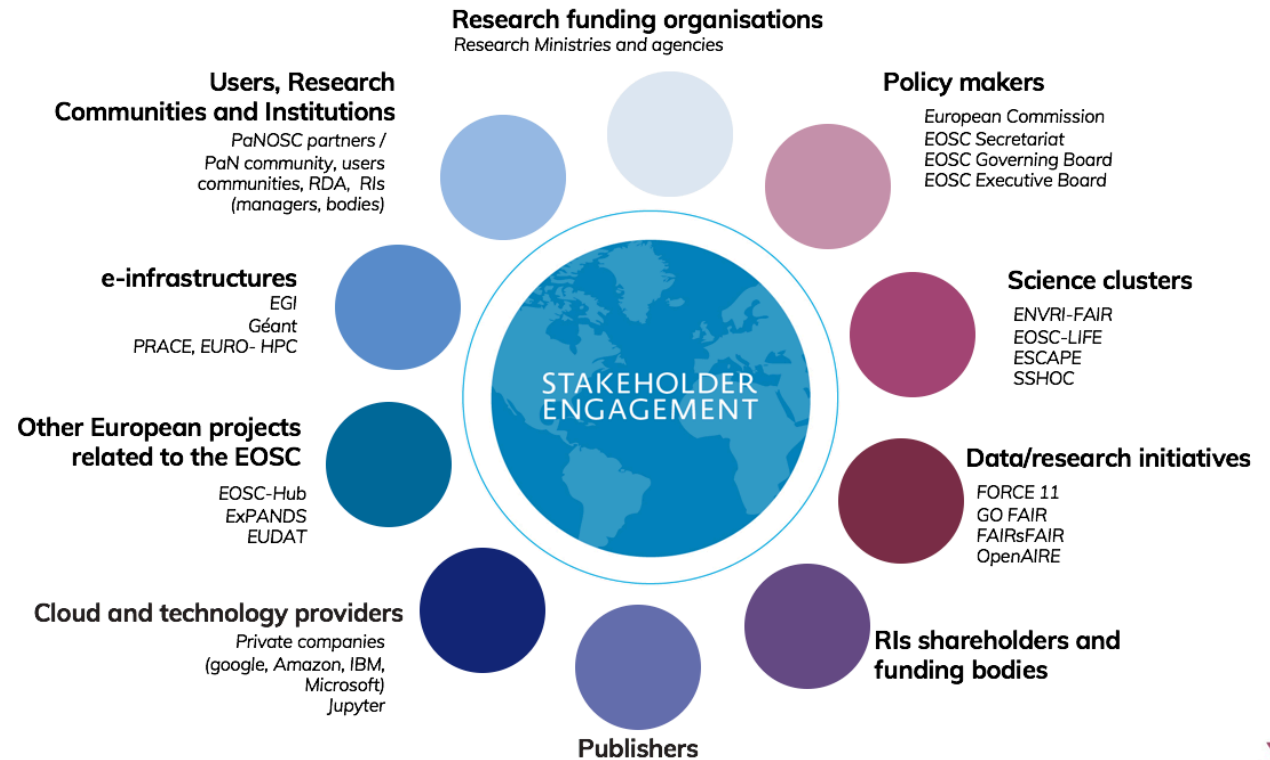 Research funding organisations
Research Ministries and agencies
Policy makers
European Commission
EOSC Secretariat
EOSC Governing Board
EOSC Executive Board
Science clusters
ENVRI-FAIR
EOSC-LIFE
ESCAPE
SSHOC
Data/research initiatives
FORCE 11
GO FAIR
FAIRsFAIR
OpenAIRE
RIs shareholders and
funding bodies
Publishers
Cloud and technology providers
Private companies
(google, Amazon, IBM,
Microsoft)
Jupyter
Other European projects
related to the EOSC
EOSC-Hub
ExPANDS
EUDAT
e-infrastructures
EGI
Géant
PRACE, EURO- HPC
Users, Research
Communities and Institutions
PaNOSC partners /
PaN community, users
communities, RDA, RIs
(managers, bodies)
STAKEHOLDER
ENGAGEMENT